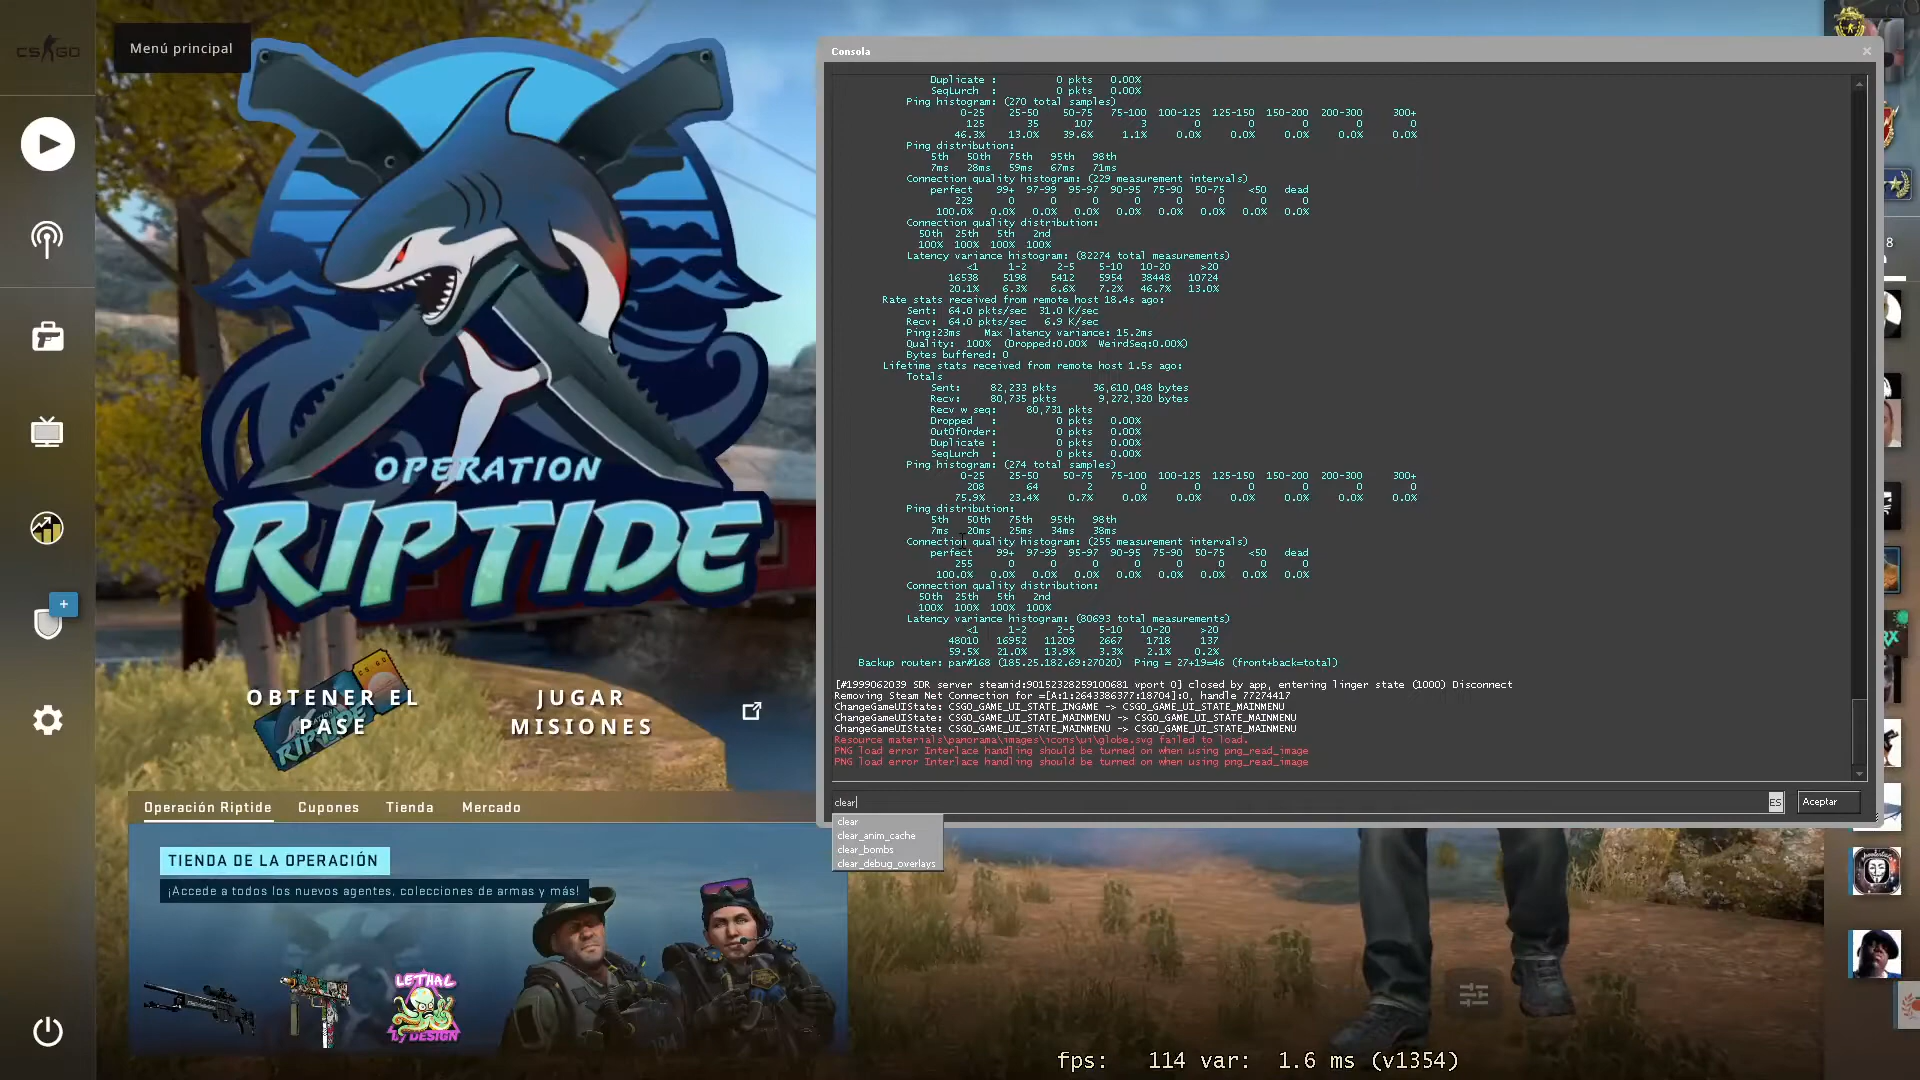 CS GO
Menú principal
OPERATION
RIPTIDE
OBTENER EL
PASE
JUGAR
MISIONES
Operación Riptide Cupones Tienda Mercado
TIENDA DE LA OPERACIÓN
¡Accede a todos los nuevos agentes, colecciones de armas y más!
LETHAL
BY DESIGN
Consola
Duplicate : 0 pkts 0.00%
SeqLurch : 0 pkts 0.00%
Ping histogram: (270 total samples)
0-25 25-50 50-75 75-100 100-125 125-150 150-200 200-300 300+
125 35 107 3 0 0 0 0 0
46.3% 13.0% 39.6% 1.1% 0.0% 0.0% 0.0% 0.0% 0.0%
Ping distribution:
5th 50th 75th 95th 98th
7ms 28ms 59ms 67ms 71ms
Connection quality histogram: (229 measurement intervals)
perfect 99+ 97-99 95-97 90-95 75-90 50-75 <50 dead
229 0 0 0 0 0 0 0 0
100.0% 0.0% 0.0% 0.0% 0.0% 0.0% 0.0% 0.0% 0.0%
Connection quality distribution:
50th 25th 5th 2nd
100% 100% 100% 100%
Latency variance histogram: (82274 total measurements)
<1 1-2 2-5 5-10 10-20 >20
16538 5198 5412 5954 38448 10724
20.1% 6.3% 6.6% 7.2% 46.7% 13.0%
Rate stats received from remote host 18.4s ago:
Sent: 64.0 pkts/sec 31.0 K/sec
Recv: 64.0 pkts/sec 6.9 K/sec
Ping:23ms Max latency variance: 15.2ms
Quality: 100% (Dropped:0.00% WeirdSeq:0.00%)
Bytes buffered: 0
Lifetime stats received from remote host 1.5s ago:
Totals
Sent: 82,233 pkts 36,610,048 bytes
Recv: 80,735 pkts 9,272,320 bytes
Recv w seq: 80,731 pkts
Dropped : 0 pkts 0.00%
OutOfOrder: 0 pkts 0.00%
Duplicate : 0 pkts 0.00%
SeqLurch : 0 pkts 0.00%
Ping histogram: (274 total samples)
0-25 25-50 50-75 75-100 100-125 125-150 150-200 200-300 300+
208 64 2 0 0 0 0 0 0
75.9% 23.4% 0.7% 0.0% 0.0% 0.0% 0.0% 0.0% 0.0%
Ping distribution:
5th 50th 75th 95th 98th
7ms 20ms 25ms 34ms 38ms
Connection quality histogram: (255 measurement intervals)
perfect 99+ 97-99 95-97 90-95 75-90 50-75 <50 dead
255 0 0 0 0 0 0 0 0
100.0% 0.0% 0.0% 0.0% 0.0% 0.0% 0.0% 0.0% 0.0%
Connection quality distribution:
50th 25th 5th 2nd
100% 100% 100% 100%
Latency variance histogram: (80693 total measurements)
<1 1-2 2-5 5-10 10-20 >20
48010 16952 11209 2667 1718 137
59.5% 21.0% 13.9% 3.3% 2.1% 0.2%
Backup router: par#168 (185.25.182.69:27020) Ping = 27+19=46 (front+back=total)
[#1999062039 SDR server steamid:90152328259100681 vport 0] closed by app, entering linger state (1000) Disconnect
Removing Steam Net Connection for =[A:1:2643386377:18704]:0, handle 77274417
ChangeGameUIState: CSGO_GAME_UI_STATE_INGAME -> CSGO_GAME_UI_STATE_MAINMENU
ChangeGameUIState: CSGO_GAME_UI_STATE_MAINMENU -> CSGO_GAME_UI_STATE_MAINMENU
ChangeGameUIState: CSGO_GAME_UI_STATE_MAINMENU -> CSGO_GAME_UI_STATE_MAINMENU
Resource materials\panorama\images\icons\ui\globe.svg failed to load.
PNG load error Interlace handling should be turned on when using png_read_image
PNG load error Interlace handling should be turned on when using png_read_image
clear
ES
Aceptar
clear
clear_anim_cache
clear_bombs
clear_debug_overlays
8
RX
fps: 114 var: 1.6 ms (v1354)